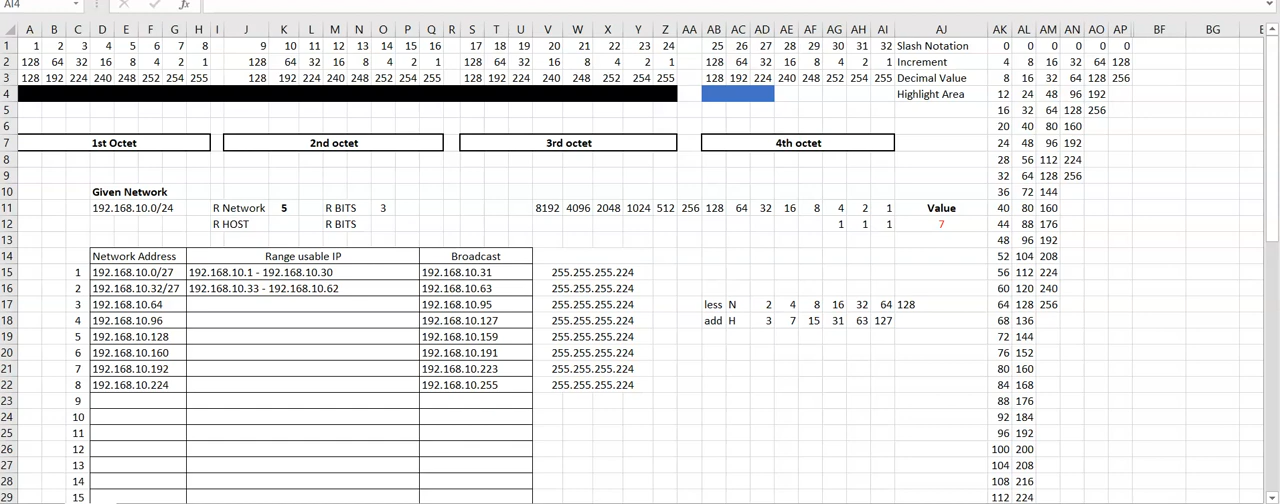 AI4 fx
A B C D E F G H I J K L M N O P Q R S T U V W X Y Z AA AB AC AD AE AF AG AH AI AJ AK AL AM AN AO AP BF BG
1 1 2 3 4 5 6 7 8 9 10 11 12 13 14 15 16 17 18 19 20 21 22 23 24 25 26 27 28 29 30 31 32 Slash Notation 0 0 0 0 0 0
2 128 64 32 16 8 4 2 1 128 64 32 16 8 4 2 1 128 64 32 16 8 4 2 1 128 64 32 16 8 4 2 1 Increment 4 8 16 32 64 128
3 128 192 224 240 248 252 254 255 128 192 224 240 248 252 254 255 128 192 224 240 248 252 254 255 128 192 224 240 248 252 254 255 Decimal Value 8 16 32 64 128 256
4 Highlight Area 12 24 48 96 192
5 16 32 64 128 256
6 20 40 80 160
7 1st Octet 2nd octet 3rd octet 4th octet 24 48 96 192
8 28 56 112 224
9 32 64 128 256
10 Given Network 36 72 144
11 192.168.10.0/24 R Network 5 R BITS 3 8192 4096 2048 1024 512 256 128 64 32 16 8 4 2 1 Value 40 80 160
12 R HOST R BITS 1 1 1 7 44 88 176
13 48 96 192
14 Network Address Range usable IP Broadcast 52 104 208
15 1 192.168.10.0/27 192.168.10.1 - 192.168.10.30 192.168.10.31 255.255.255.224 56 112 224
16 2 192.168.10.32/27 192.168.10.33 - 192.168.10.62 192.168.10.63 255.255.255.224 60 120 240
17 3 192.168.10.64 192.168.10.95 255.255.255.224 less N 2 4 8 16 32 64 128 64 128 256
18 4 192.168.10.96 192.168.10.127 255.255.255.224 add H 3 7 15 31 63 127 68 136
19 5 192.168.10.128 192.168.10.159 255.255.255.224 72 144
20 6 192.168.10.160 192.168.10.191 255.255.255.224 76 152
21 7 192.168.10.192 192.168.10.223 255.255.255.224 80 160
22 8 192.168.10.224 192.168.10.255 255.255.255.224 84 168
23 9 88 176
24 10 92 184
25 11 96 192
26 12 100 200
27 13 104 208
28 14 108 216
29 15 112 224